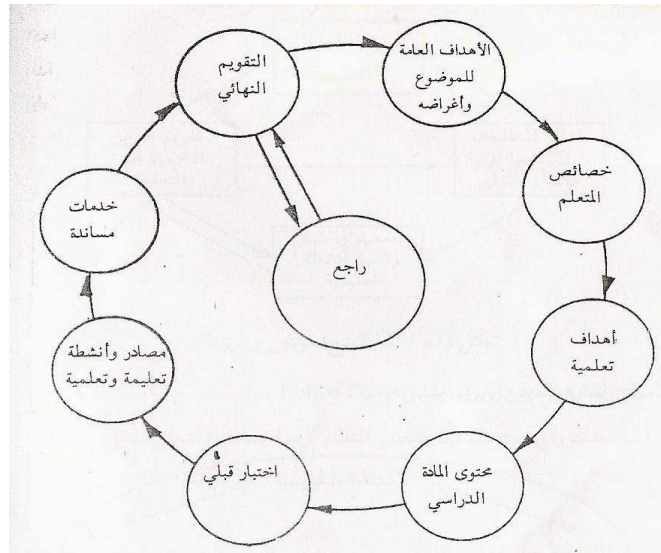 الأهداف العامة
للموضوع
وأغراضه
خصائص
المتعلم
أهداف
تعلمية
محتوى المادة
الدراسي
اختبار قبلي
مصادر وأنشطة
تعليمة وتعلمية
خدمات
مساندة
التقويم
النهائي
راجع